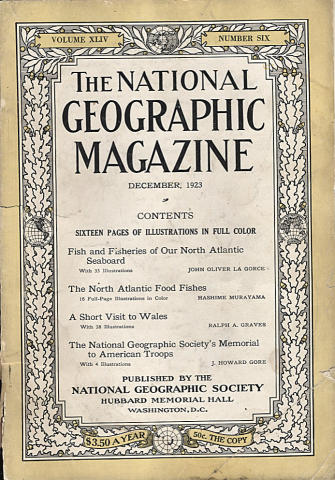 VOLUME XLIV
NUMBER SIX
THE NATIONAL
GEOGRAPHIC
MAGAZINE
DECEMBER, 1923
CONTENTS
SIXTEEN PAGES OF ILLUSTRATIONS IN FULL COLOR
Fish and Fisheries of Our North Atlantic
Seaboard
With 33 Illustrations JOHN OLIVER LA GORCE
The North Atlantic Food Fishes
16 Full-Page Illustrations in Color HASHIME MURAYAMA
A Short Visit to Wales
With 28 Illustrations RALPH A. GRAVES
The National Geographic Society's Memorial
to American Troops
With 4 Illustrations J. HOWARD GORE
PUBLISHED BY THE
NATIONAL GEOGRAPHIC SOCIETY
HUBBARD MEMORIAL HALL
WASHINGTON, D.C.
$3.50 A YEAR
50c. THE COPY